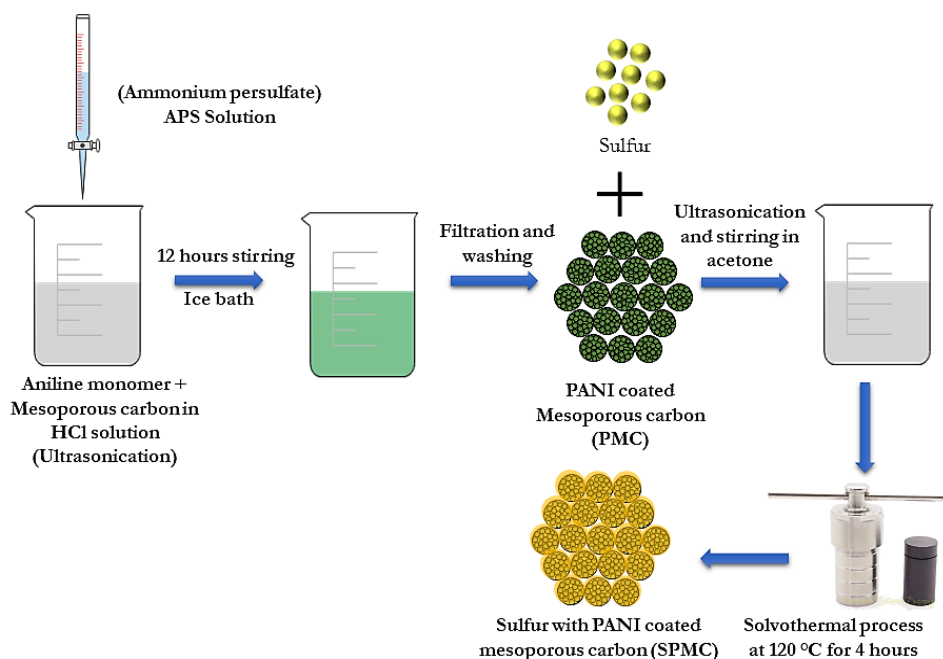 (Ammonium persulfate)
APS Solution
Sulfur
12 hours stirring
Ice bath
Filtration and
washing
Ultrasonication
and stirring in
acetone
Aniline monomer +
Mesoporous carbon in
HCl solution
(Ultrasonication)
PANI coated
Mesoporous carbon
(PMC)
Sulfur with PANI coated
mesoporous carbon (SPMC)
Solvothermal process
at 120 °C for 4 hours